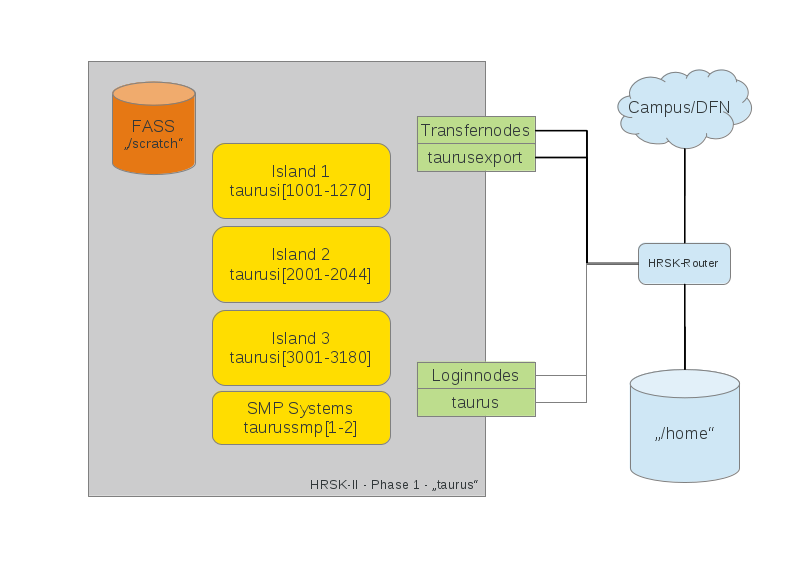 FASS
„/scratch“
Island 1
taurusi[1001-1270]
Island 2
taurusi[2001-2044]
Island 3
taurusi[3001-3180]
SMP Systems
taurussmp[1-2]
Transfernodes
taurusexport
Loginnodes
taurus
HRSK-II - Phase 1 - „taurus“
Campus/DFN
HRSK-Router
„/home“